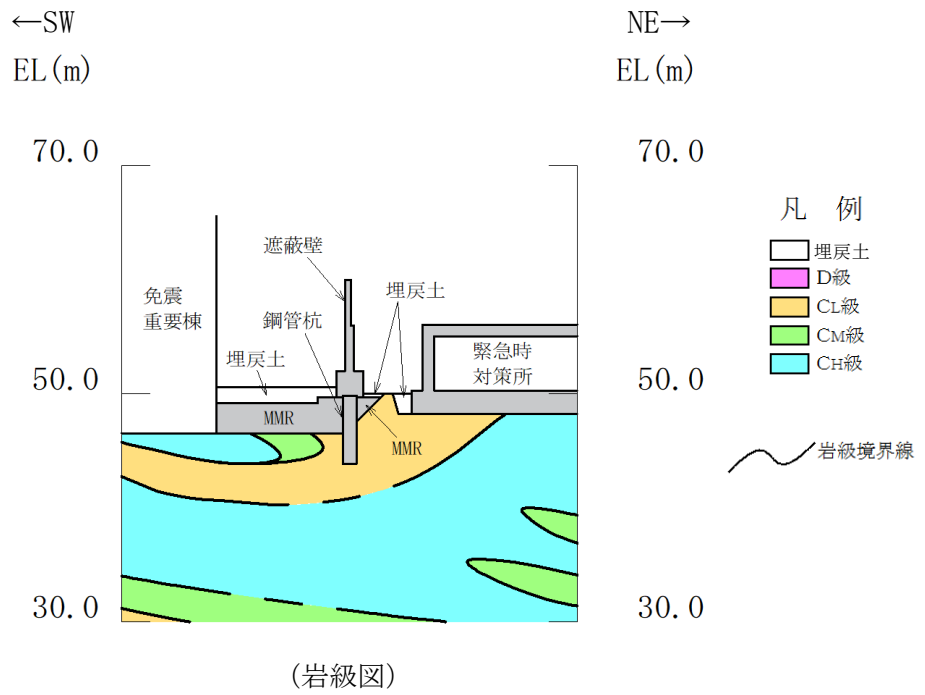 ←SW
NE→
EL(m)
EL(m)
70.0
70.0
凡 例
埋戻土
D級
CL級
CM級
CH級
岩級境界線
遮蔽壁
免震
重要棟
鋼管杭
埋戻土
埋戻土
緊急時
対策所
50.0
50.0
MMR
MMR
30.0
30.0
(岩級図)